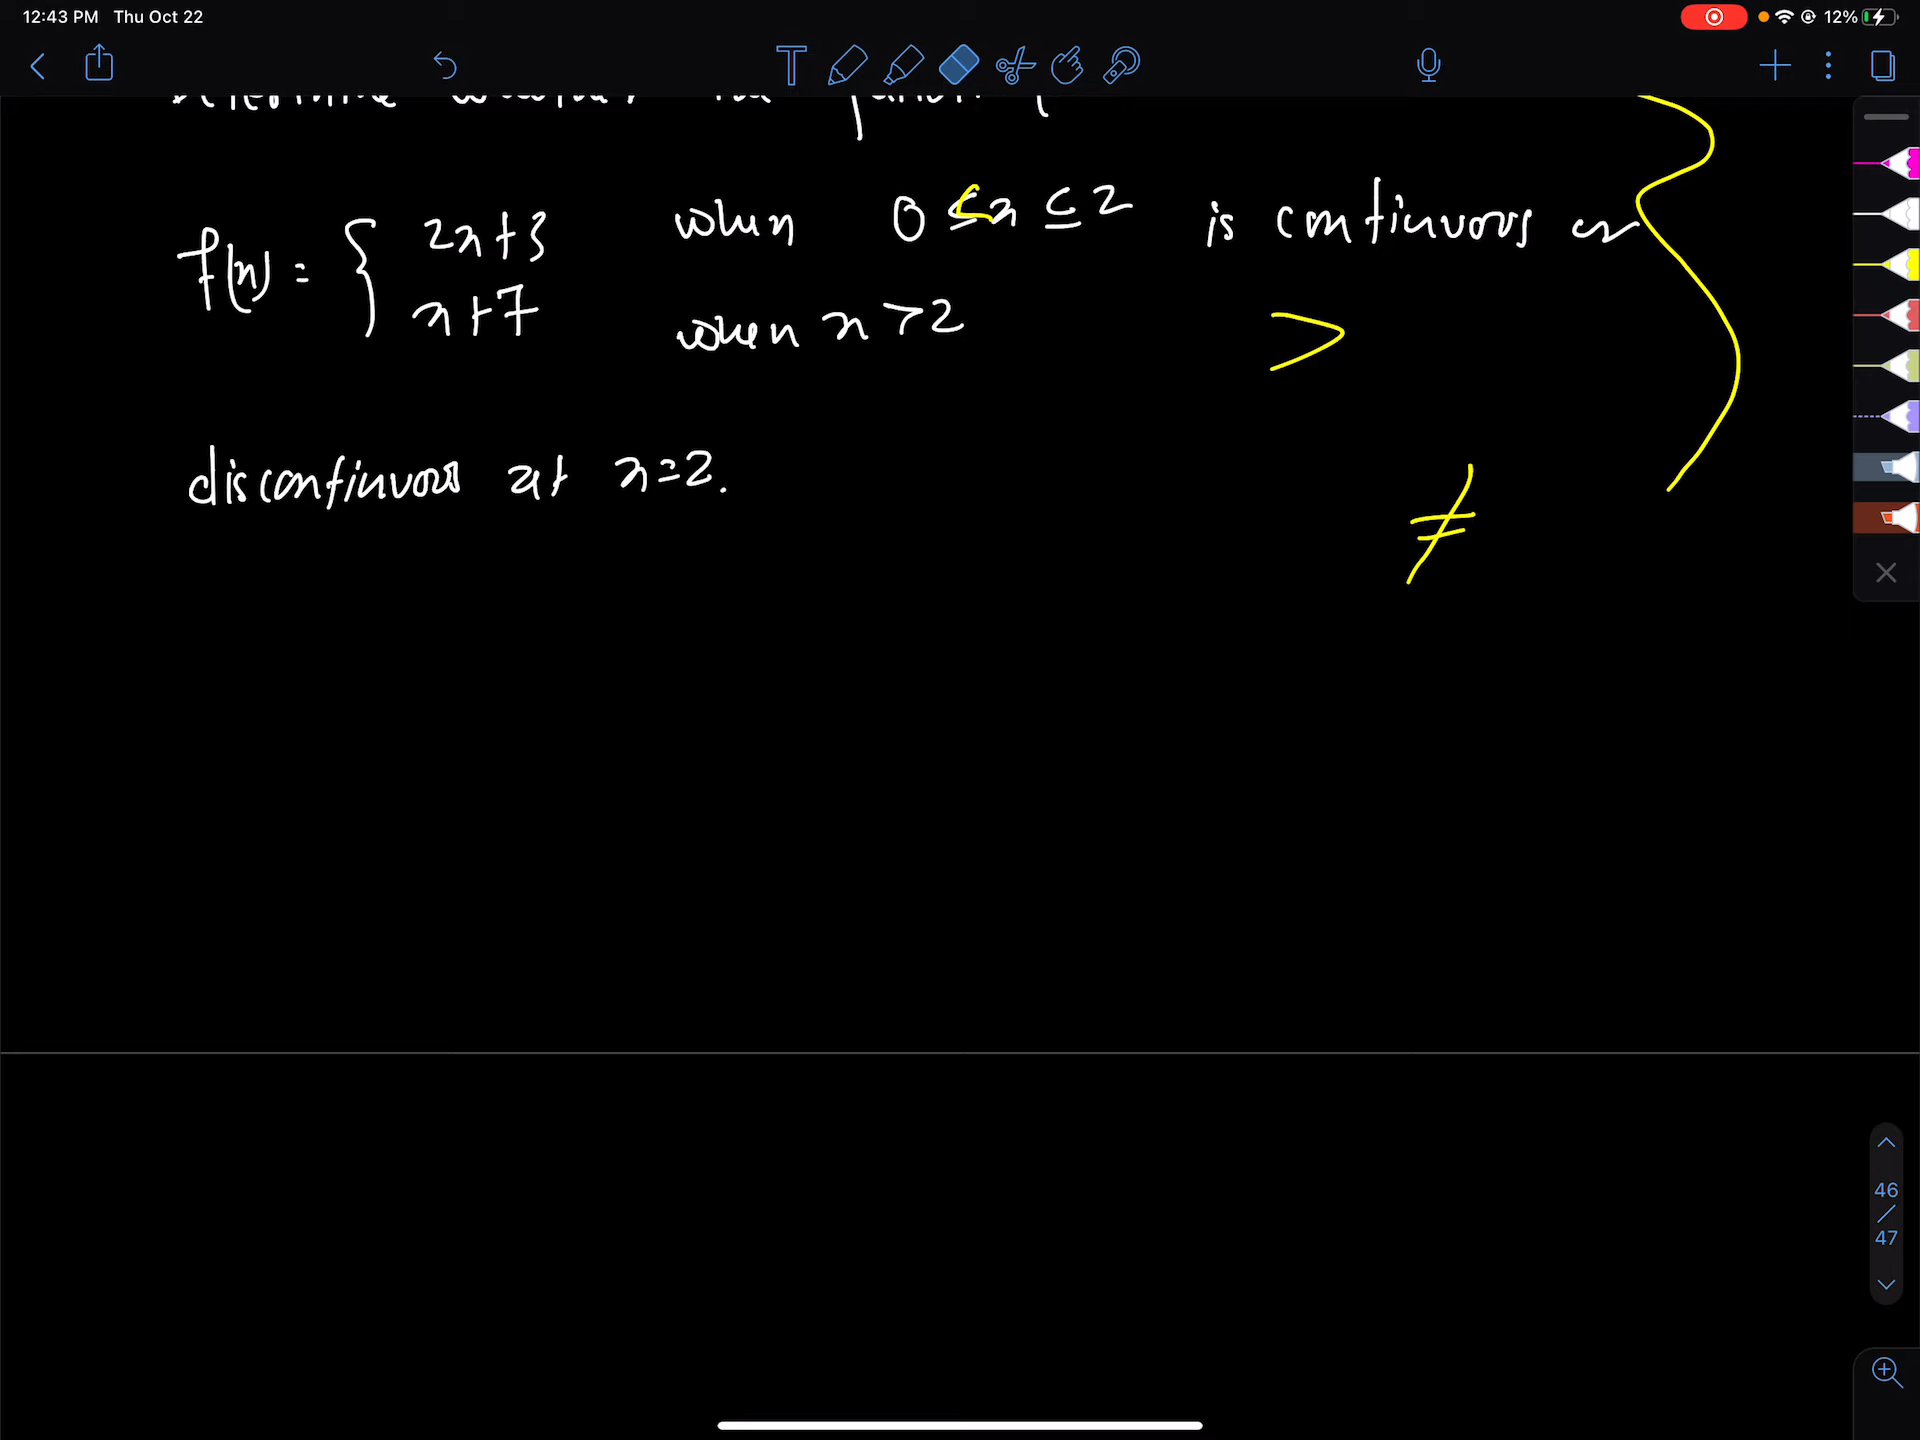 12:43 PM Thu Oct 22
12%
T
f(x) = { 2x+3 when 0 ≤ x ≤ 2 is continuous or
x+7 when x > 2
>
discontinuous at x=2.
≠
46
/
47